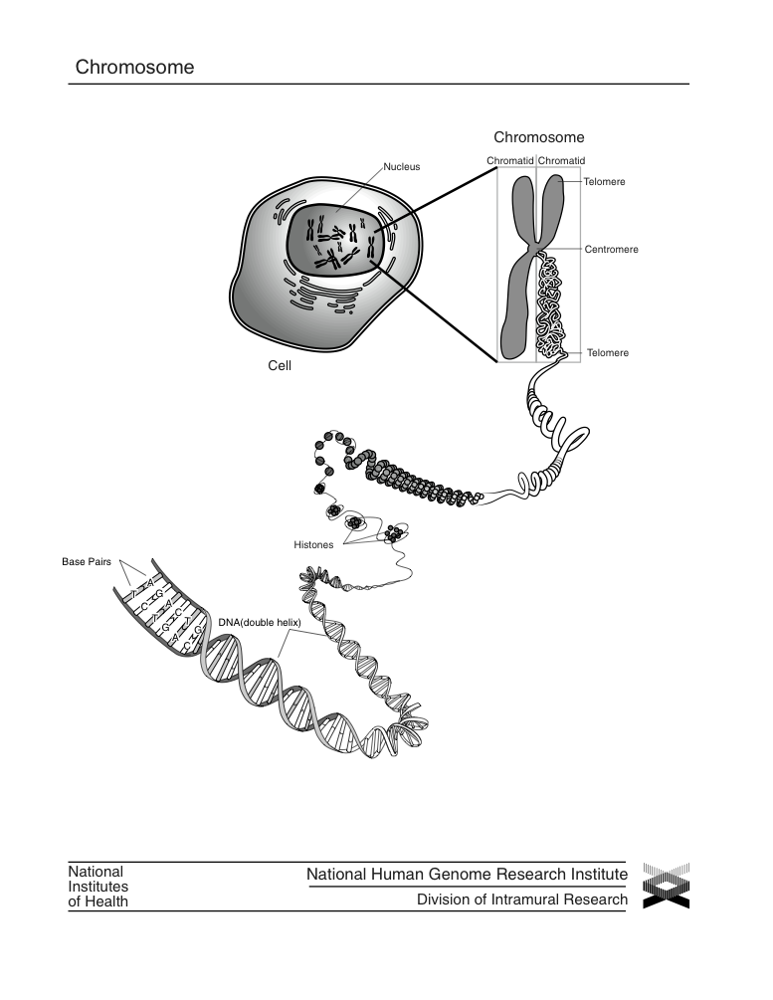 Chromosome
Chromosome
Chromatid Chromatid
Nucleus
Telomere
Centromere
Telomere
Cell
Histones
Base Pairs
T A
C G
T A
G C
A T
C G
DNA(double helix)
National
Institutes
of Health
National Human Genome Research Institute
Division of Intramural Research